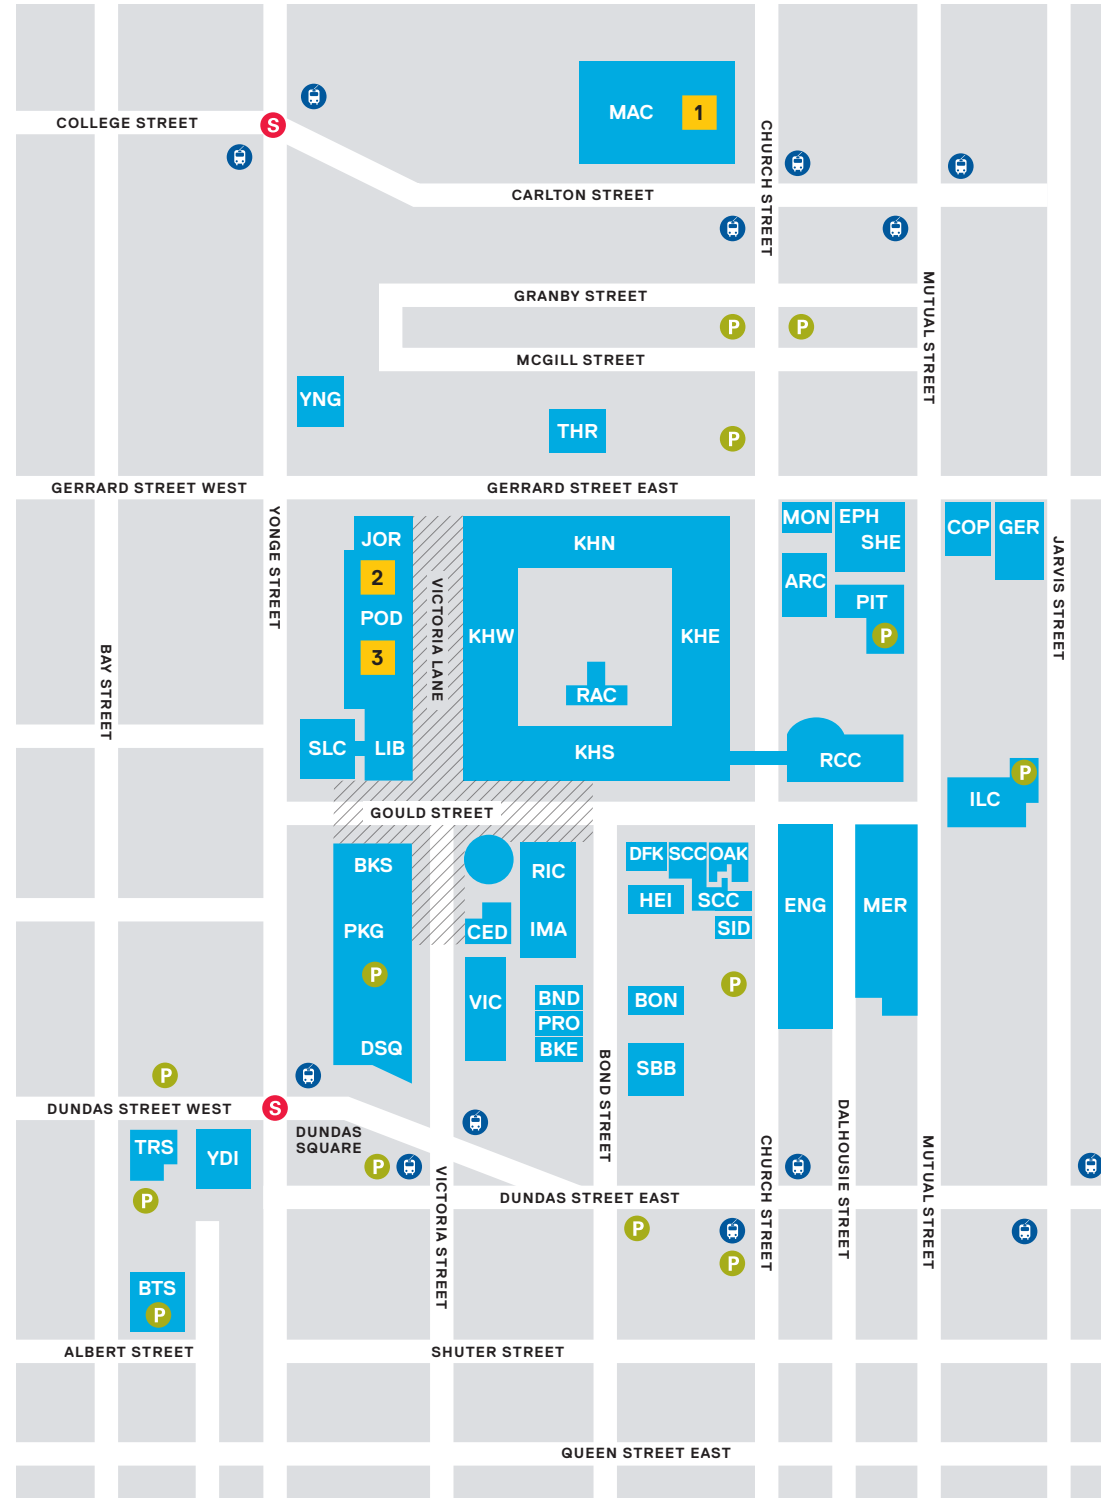 MAC
1
COLLEGE STREET
S
CHURCH STREET
CARLTON STREET
MUTUAL STREET
GRANBY STREET
P
P
MCGILL STREET
YNG
THR
P
GERRARD STREET WEST
GERRARD STREET EAST
YONGE STREET
JOR
2
POD
3
VICTORIA LANE
KHN
KHW
KHE
RAC
KHS
MON
EPH
SHE
ARC
PIT
P
COP
GER
JARVIS STREET
BAY STREET
SLC
LIB
RCC
P
ILC
GOULD STREET
BKS
PKG
P
DSQ
RIC
IMA
CED
VIC
BND
PRO
BKE
DFK
SCC
OAK
HEI
SCC
SID
P
BON
SBB
ENG
MER
BOND STREET
P
DUNDAS STREET WEST
S
DUNDAS
SQUARE
P
TRS
YDI
P
VICTORIA STREET
DUNDAS STREET EAST
CHURCH STREET
DALHOUSIE STREET
MUTUAL STREET
P
P
BTS
P
ALBERT STREET
SHUTER STREET
QUEEN STREET EAST